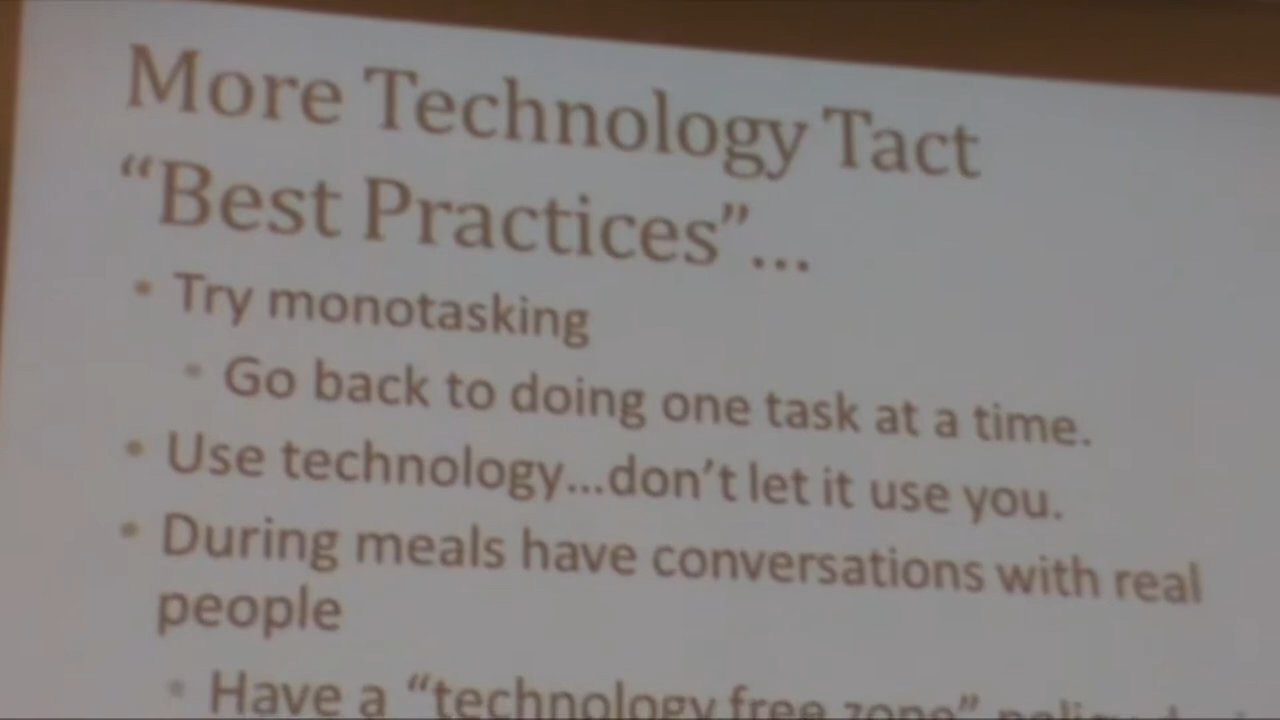 More Technology Tact
“Best Practices”...
• Try monotasking
• Go back to doing one task at a time.
• Use technology...don’t let it use you.
• During meals have conversations with real
people
• Have a “technology free zone”